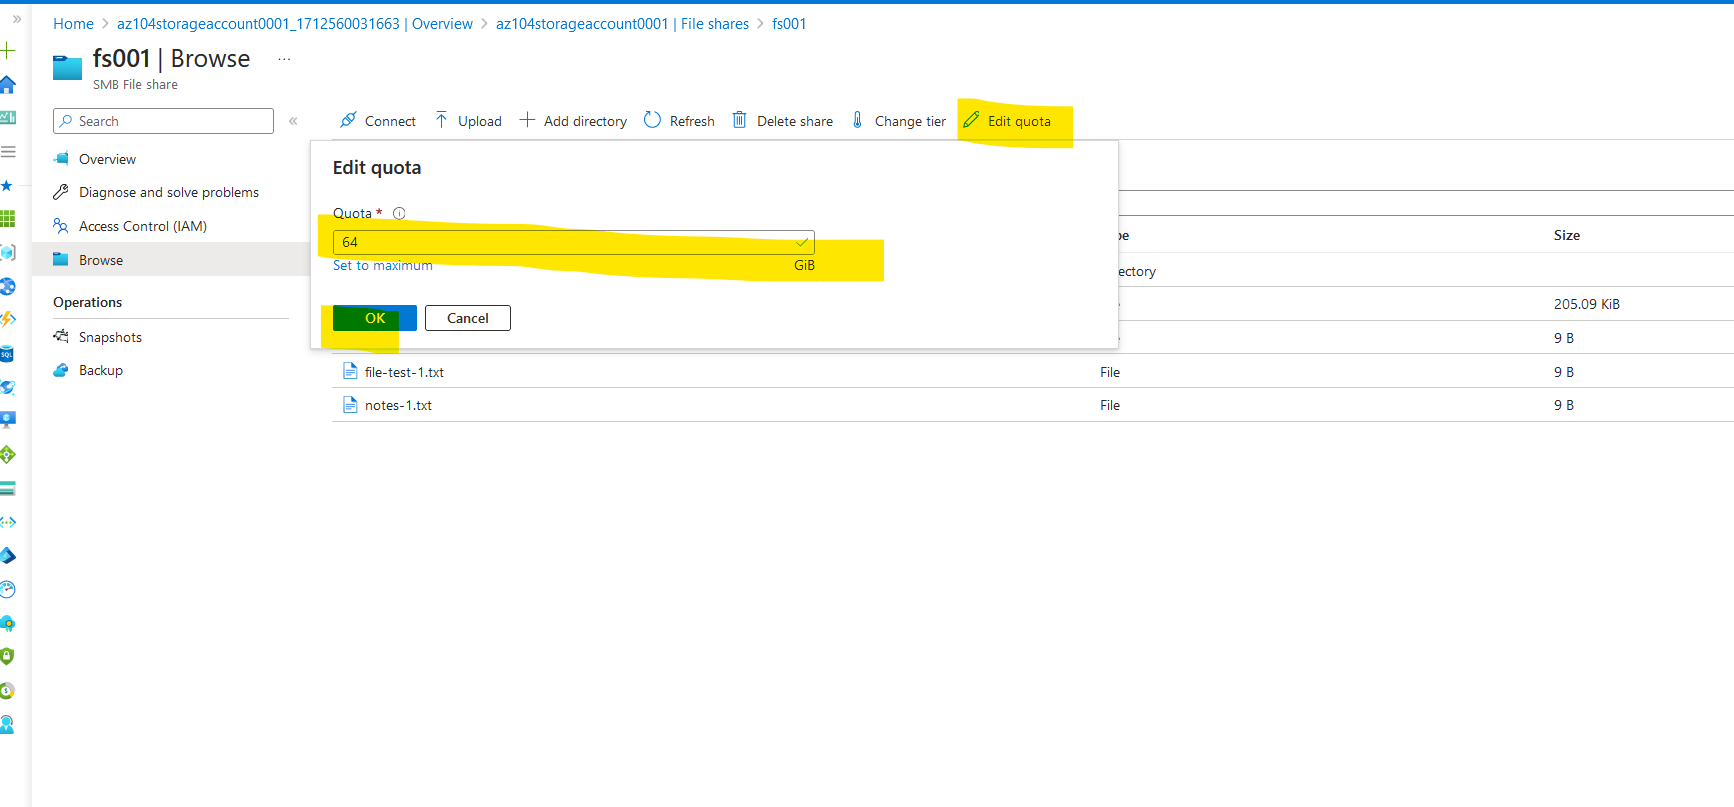 Home > az104storageaccount0001_1712560031663 | Overview > az104storageaccount0001 | File shares > fs001
fs001 | Browse ...
SMB File share
Search
Connect Upload Add directory Refresh Delete share Change tier Edit quota
Overview
Diagnose and solve problems
Access Control (IAM)
Browse
Operations
Snapshots
Backup
Edit quota
Quota *
64
Set to maximum GiB
OK Cancel
pe Size
ectory
205.09 KiB
9 B
file-test-1.txt File 9 B
notes-1.txt File 9 B
SQL